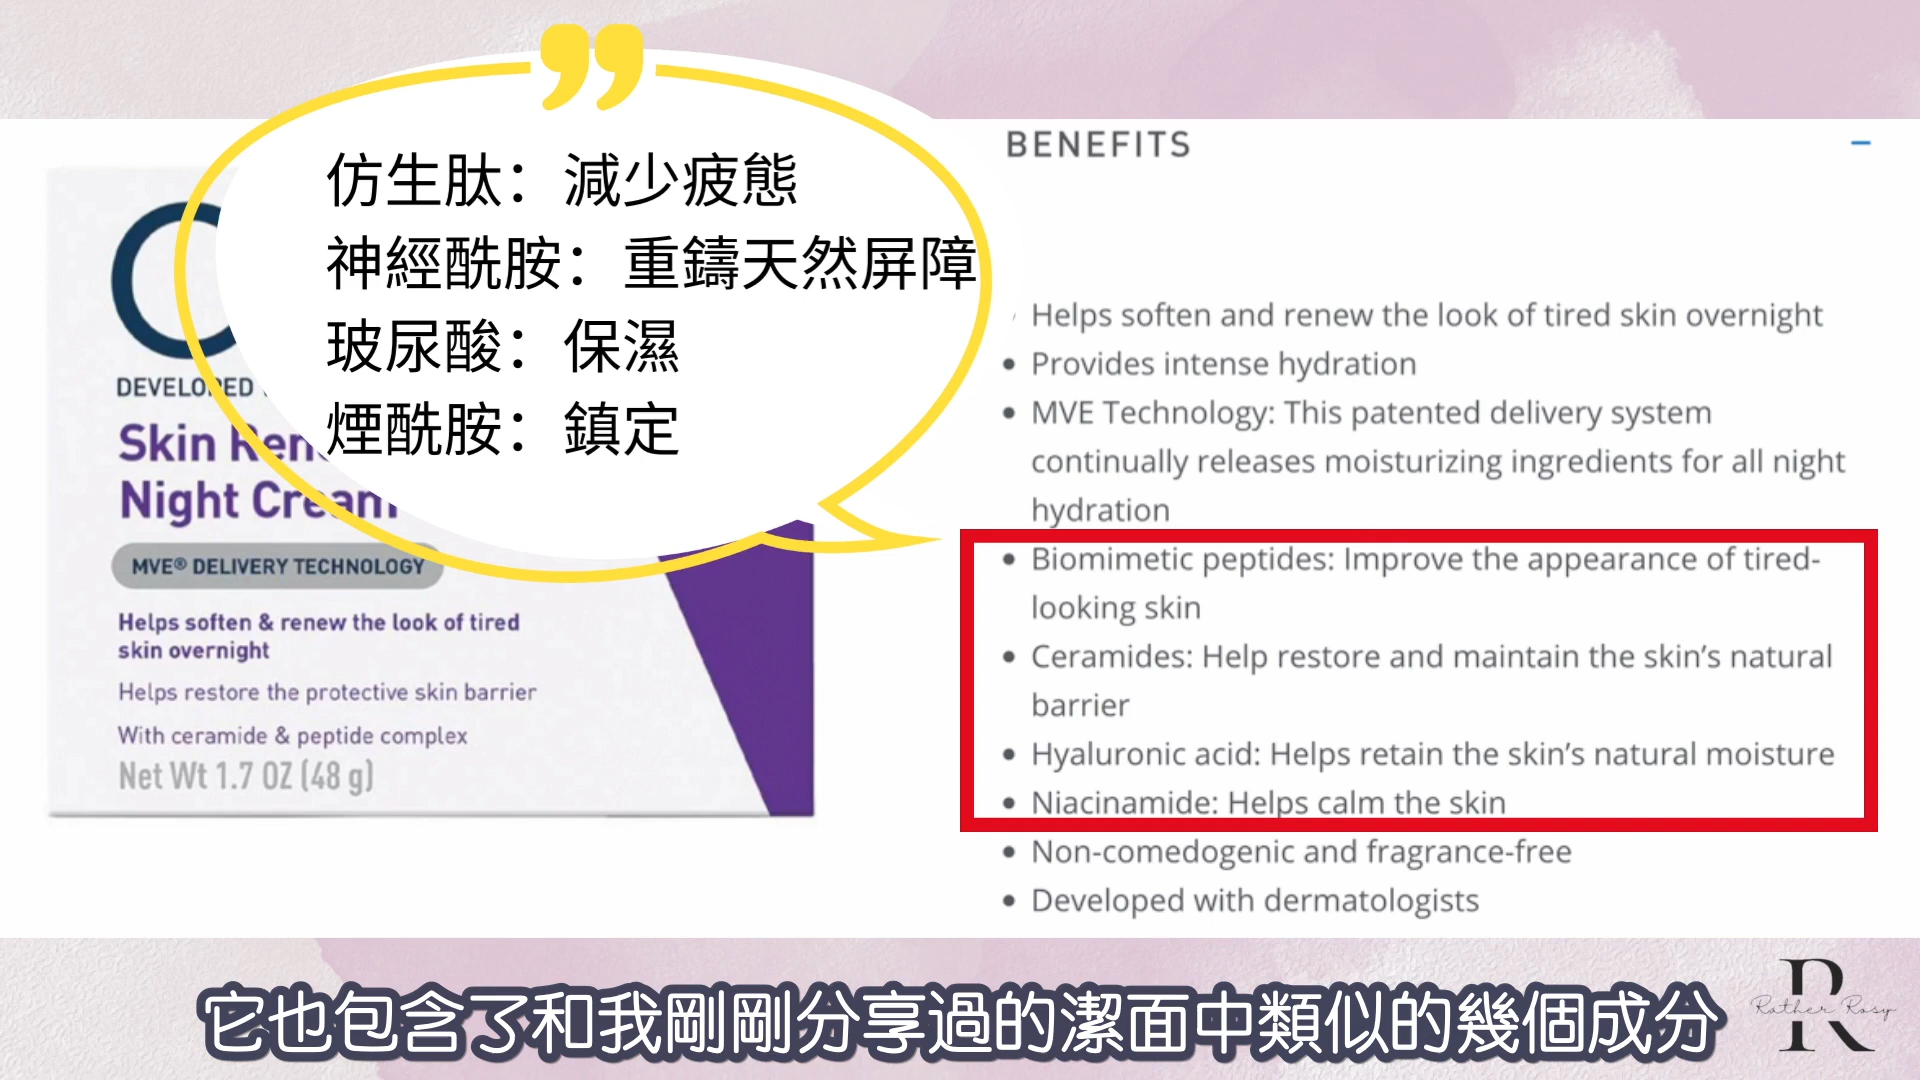 仿生肽：減少疲態
神經酰胺：重鑄天然屏障
玻尿酸：保濕
煙酰胺：鎮定
DEVELOPED
Skin Ren
Night Cream
MVE® DELIVERY TECHNOLOGY
Helps soften & renew the look of tired
skin overnight
Helps restore the protective skin barrier
With ceramide & peptide complex
Net Wt 1.7 OZ (48 g)
BENEFITS
Helps soften and renew the look of tired skin overnight
• Provides intense hydration
• MVE Technology: This patented delivery system
continually releases moisturizing ingredients for all night
hydration
• Biomimetic peptides: Improve the appearance of tired-
looking skin
• Ceramides: Help restore and maintain the skin's natural
barrier
• Hyaluronic acid: Helps retain the skin's natural moisture
• Niacinamide: Helps calm the skin
• Non-comedogenic and fragrance-free
• Developed with dermatologists
它也包含了和我剛剛分享過的潔面中類似的幾個成分
R
Rather Rosy